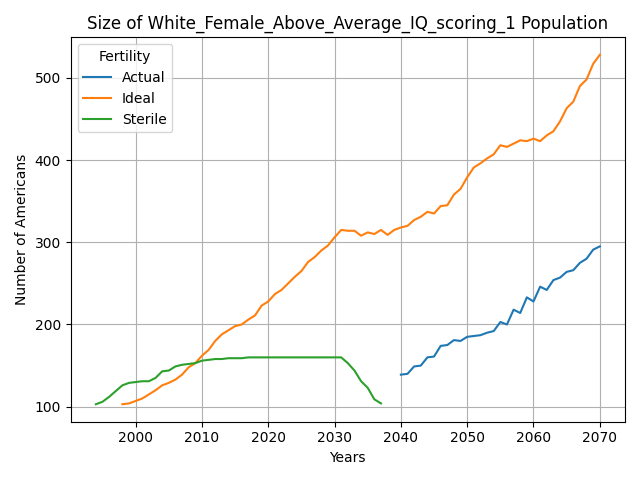 Size of White_Female_Above_Average_IQ_scoring_1 Population
Fertility
Actual
Ideal
Sterile
Number of Americans
500
400
300
200
100
2000 2010 2020 2030 2040 2050 2060 2070
Years